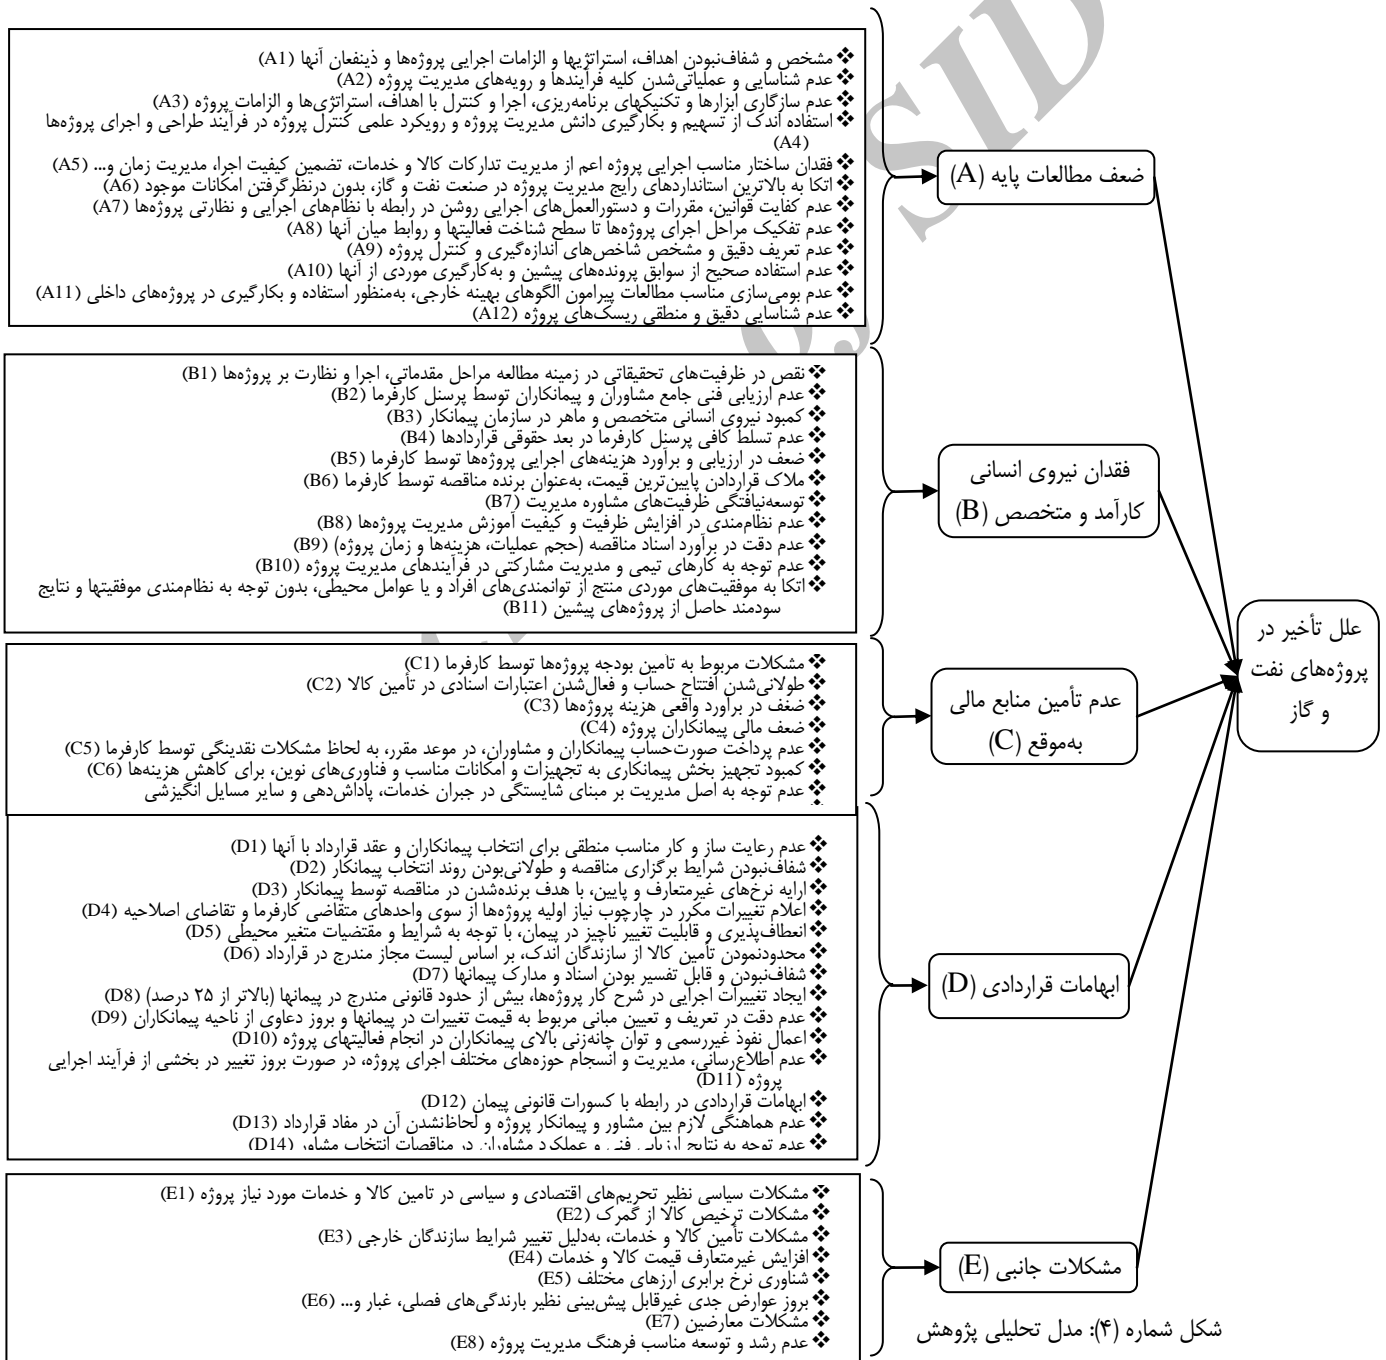 ❖ مشخص و شفاف‌نبودن اهداف، استراتژیها و الزامات اجرایی پروژه‌ها و ذینفعان آنها (A1)
❖ عدم شناسایی و عملیاتی‌شدن کلیه فرآیندها و رویه‌های مدیریت پروژه (A2)
❖ عدم سازگاری ابزارها و تکنیکهای برنامه‌ریزی، اجرا و کنترل با اهداف، استراتژی‌ها و الزامات پروژه (A3)
❖ استفاده اندک از تسهیم و بکارگیری دانش مدیریت پروژه و رویکرد علمی کنترل پروژه در فرآیند طراحی و اجرای پروژه‌ها
(A4)
❖ فقدان ساختار مناسب اجرایی پروژه اعم از مدیریت تدارکات کالا و خدمات، تضمین کیفیت اجرا، مدیریت زمان و... (A5)
❖ اتکا به بالاترین استانداردهای رایج مدیریت پروژه در صنعت نفت و گاز، بدون درنظرگرفتن امکانات موجود (A6)
❖ عدم کفایت قوانین، مقررات و دستورالعمل‌های اجرایی روشن در رابطه با نظام‌های اجرایی و نظارتی پروژه‌ها (A7)
❖ عدم تفکیک مراحل اجرای پروژه‌ها تا سطح شناخت فعالیتها و روابط میان آنها (A8)
❖ عدم تعریف دقیق و مشخص شاخص‌های اندازه‌گیری و کنترل پروژه (A9)
❖ عدم استفاده صحیح از سوابق پرونده‌های پیشین و به‌کارگیری موردی از آنها (A10)
❖ عدم بومی‌سازی مناسب مطالعات پیرامون الگوهای بهینه خارجی، به‌منظور استفاده و بکارگیری در پروژه‌های داخلی (A11)
❖ عدم شناسایی دقیق و منطقی ریسک‌های پروژه (A12)
ضعف مطالعات پایه (A)
❖ نقص در ظرفیت‌های تحقیقاتی در زمینه مطالعه مراحل مقدماتی، اجرا و نظارت بر پروژه‌ها (B1)
❖ عدم ارزیابی فنی جامع مشاوران و پیمانکاران توسط پرسنل کارفرما (B2)
❖ کمبود نیروی انسانی متخصص و ماهر در سازمان پیمانکار (B3)
❖ عدم تسلط کافی پرسنل کارفرما در بعد حقوقی قراردادها (B4)
❖ ضعف در ارزیابی و برآورد هزینه‌های اجرایی پروژه‌ها توسط کارفرما (B5)
❖ ملاک قراردادن پایین‌ترین قیمت، به‌عنوان برنده مناقصه توسط کارفرما (B6)
❖ توسعه‌نیافتگی ظرفیت‌های مشاوره مدیریت (B7)
❖ عدم نظام‌مندی در افزایش ظرفیت و کیفیت آموزش مدیریت پروژه‌ها (B8)
❖ عدم دقت در برآورد اسناد مناقصه (حجم عملیات، هزینه‌ها و زمان پروژه) (B9)
❖ عدم توجه به کارهای تیمی و مدیریت مشارکتی در فرآیندهای مدیریت پروژه (B10)
❖ اتکا به موفقیت‌های موردی منتج از توانمندی‌های افراد و یا عوامل محیطی، بدون توجه به نظام‌مندی موفقیتها و نتایج
سودمند حاصل از پروژه‌های پیشین (B11)
فقدان نیروی انسانی
کارآمد و متخصص (B)
❖ مشکلات مربوط به تأمین بودجه پروژه‌ها توسط کارفرما (C1)
❖ طولانی‌شدن افتتاح حساب و فعال‌شدن اعتبارات اسنادی در تأمین کالا (C2)
❖ ضغف در براورد واقعی هزینه پروژه‌ها (C3)
❖ ضعف مالی پیمانکاران پروژه (C4)
❖ عدم پرداخت صورت‌حساب پیمانکاران و مشاوران، در موعد مقرر، به لحاظ مشکلات نقدینگی توسط کارفرما (C5)
❖ کمبود تجهیز بخش پیمانکاری به تجهیزات و امکانات مناسب و فناوری‌های نوین، برای کاهش هزینه‌ها (C6)
❖ عدم توجه به اصل مدیریت بر مبنای شایستگی در جبران خدمات، پاداش‌دهی و سایر مسایل انگیزشی
عدم تأمین منابع مالی
به‌موقع (C)
علل تأخیر در
پروژه‌های نفت
و گاز
❖ عدم رعایت ساز و کار مناسب منطقی برای انتخاب پیمانکاران و عقد قرارداد با آنها (D1)
❖ شفاف‌نبودن شرایط برگزاری مناقصه و طولانی‌بودن روند انتخاب پیمانکار (D2)
❖ ارایه نرخ‌های غیرمتعارف و پایین، با هدف برنده‌شدن در مناقصه توسط پیمانکار (D3)
❖ اعلام تغییرات مکرر در چارچوب نیاز اولیه پروژه‌ها از سوی واحدهای متقاضی کارفرما و تقاضای اصلاحیه (D4)
❖ انعطاف‌پذیری و قابلیت تغییر ناچیز در پیمان، با توجه به شرایط و مقتضیات متغیر محیطی (D5)
❖ محدودنمودن تأمین کالا از سازندگان اندک، بر اساس لیست مجاز مندرج در قرارداد (D6)
❖ شفاف‌نبودن و قابل تفسیر بودن اسناد و مدارک پیمانها (D7)
❖ ایجاد تغییرات اجرایی در شرح کار پروژه‌ها، بیش از حدود قانونی مندرج در پیمانها (بالاتر از ۲۵ درصد) (D8)
❖ عدم دقت در تعریف و تعیین مبانی مربوط به قیمت تغییرات در پیمانها و بروز دعاوی از ناحیه پیمانکاران (D9)
❖ اعمال نفوذ غیررسمی و توان چانه‌زنی بالای پیمانکاران در انجام فعالیتهای پروژه (D10)
❖ عدم اطلاع‌رسانی، مدیریت و انسجام حوزه‌های مختلف اجرای پروژه، در صورت بروز تغییر در بخشی از فرآیند اجرایی
پروژه (D11)
❖ ابهامات قراردادی در رابطه با کسورات قانونی پیمان (D12)
❖ عدم هماهنگی لازم بین مشاور و پیمانکار پروژه و لحاظ‌نشدن آن در مفاد قرارداد (D13)
❖ عدم توجه به نتایج ارزیابی فنی و عملکرد مشاوران در مناقصات انتخاب مشاور (D14)
ابهامات قراردادی (D)
❖ مشکلات سیاسی نظیر تحریم‌های اقتصادی و سیاسی در تامین کالا و خدمات مورد نیاز پروژه (E1)
❖ مشکلات ترخیص کالا از گمرک (E2)
❖ مشکلات تأمین کالا و خدمات، به‌دلیل تغییر شرایط سازندگان خارجی (E3)
❖ افزایش غیرمتعارف قیمت کالا و خدمات (E4)
❖ شناوری نرخ برابری ارزهای مختلف (E5)
❖ بروز عوارض جدی غیرقابل پیش‌بینی نظیر بارندگی‌های فصلی، غبار و... (E6)
❖ مشکلات معارضین (E7)
❖ عدم رشد و توسعه مناسب فرهنگ مدیریت پروژه (E8)
مشکلات جانبی (E)
شکل شماره (۴): مدل تحلیلی پژوهش
SID